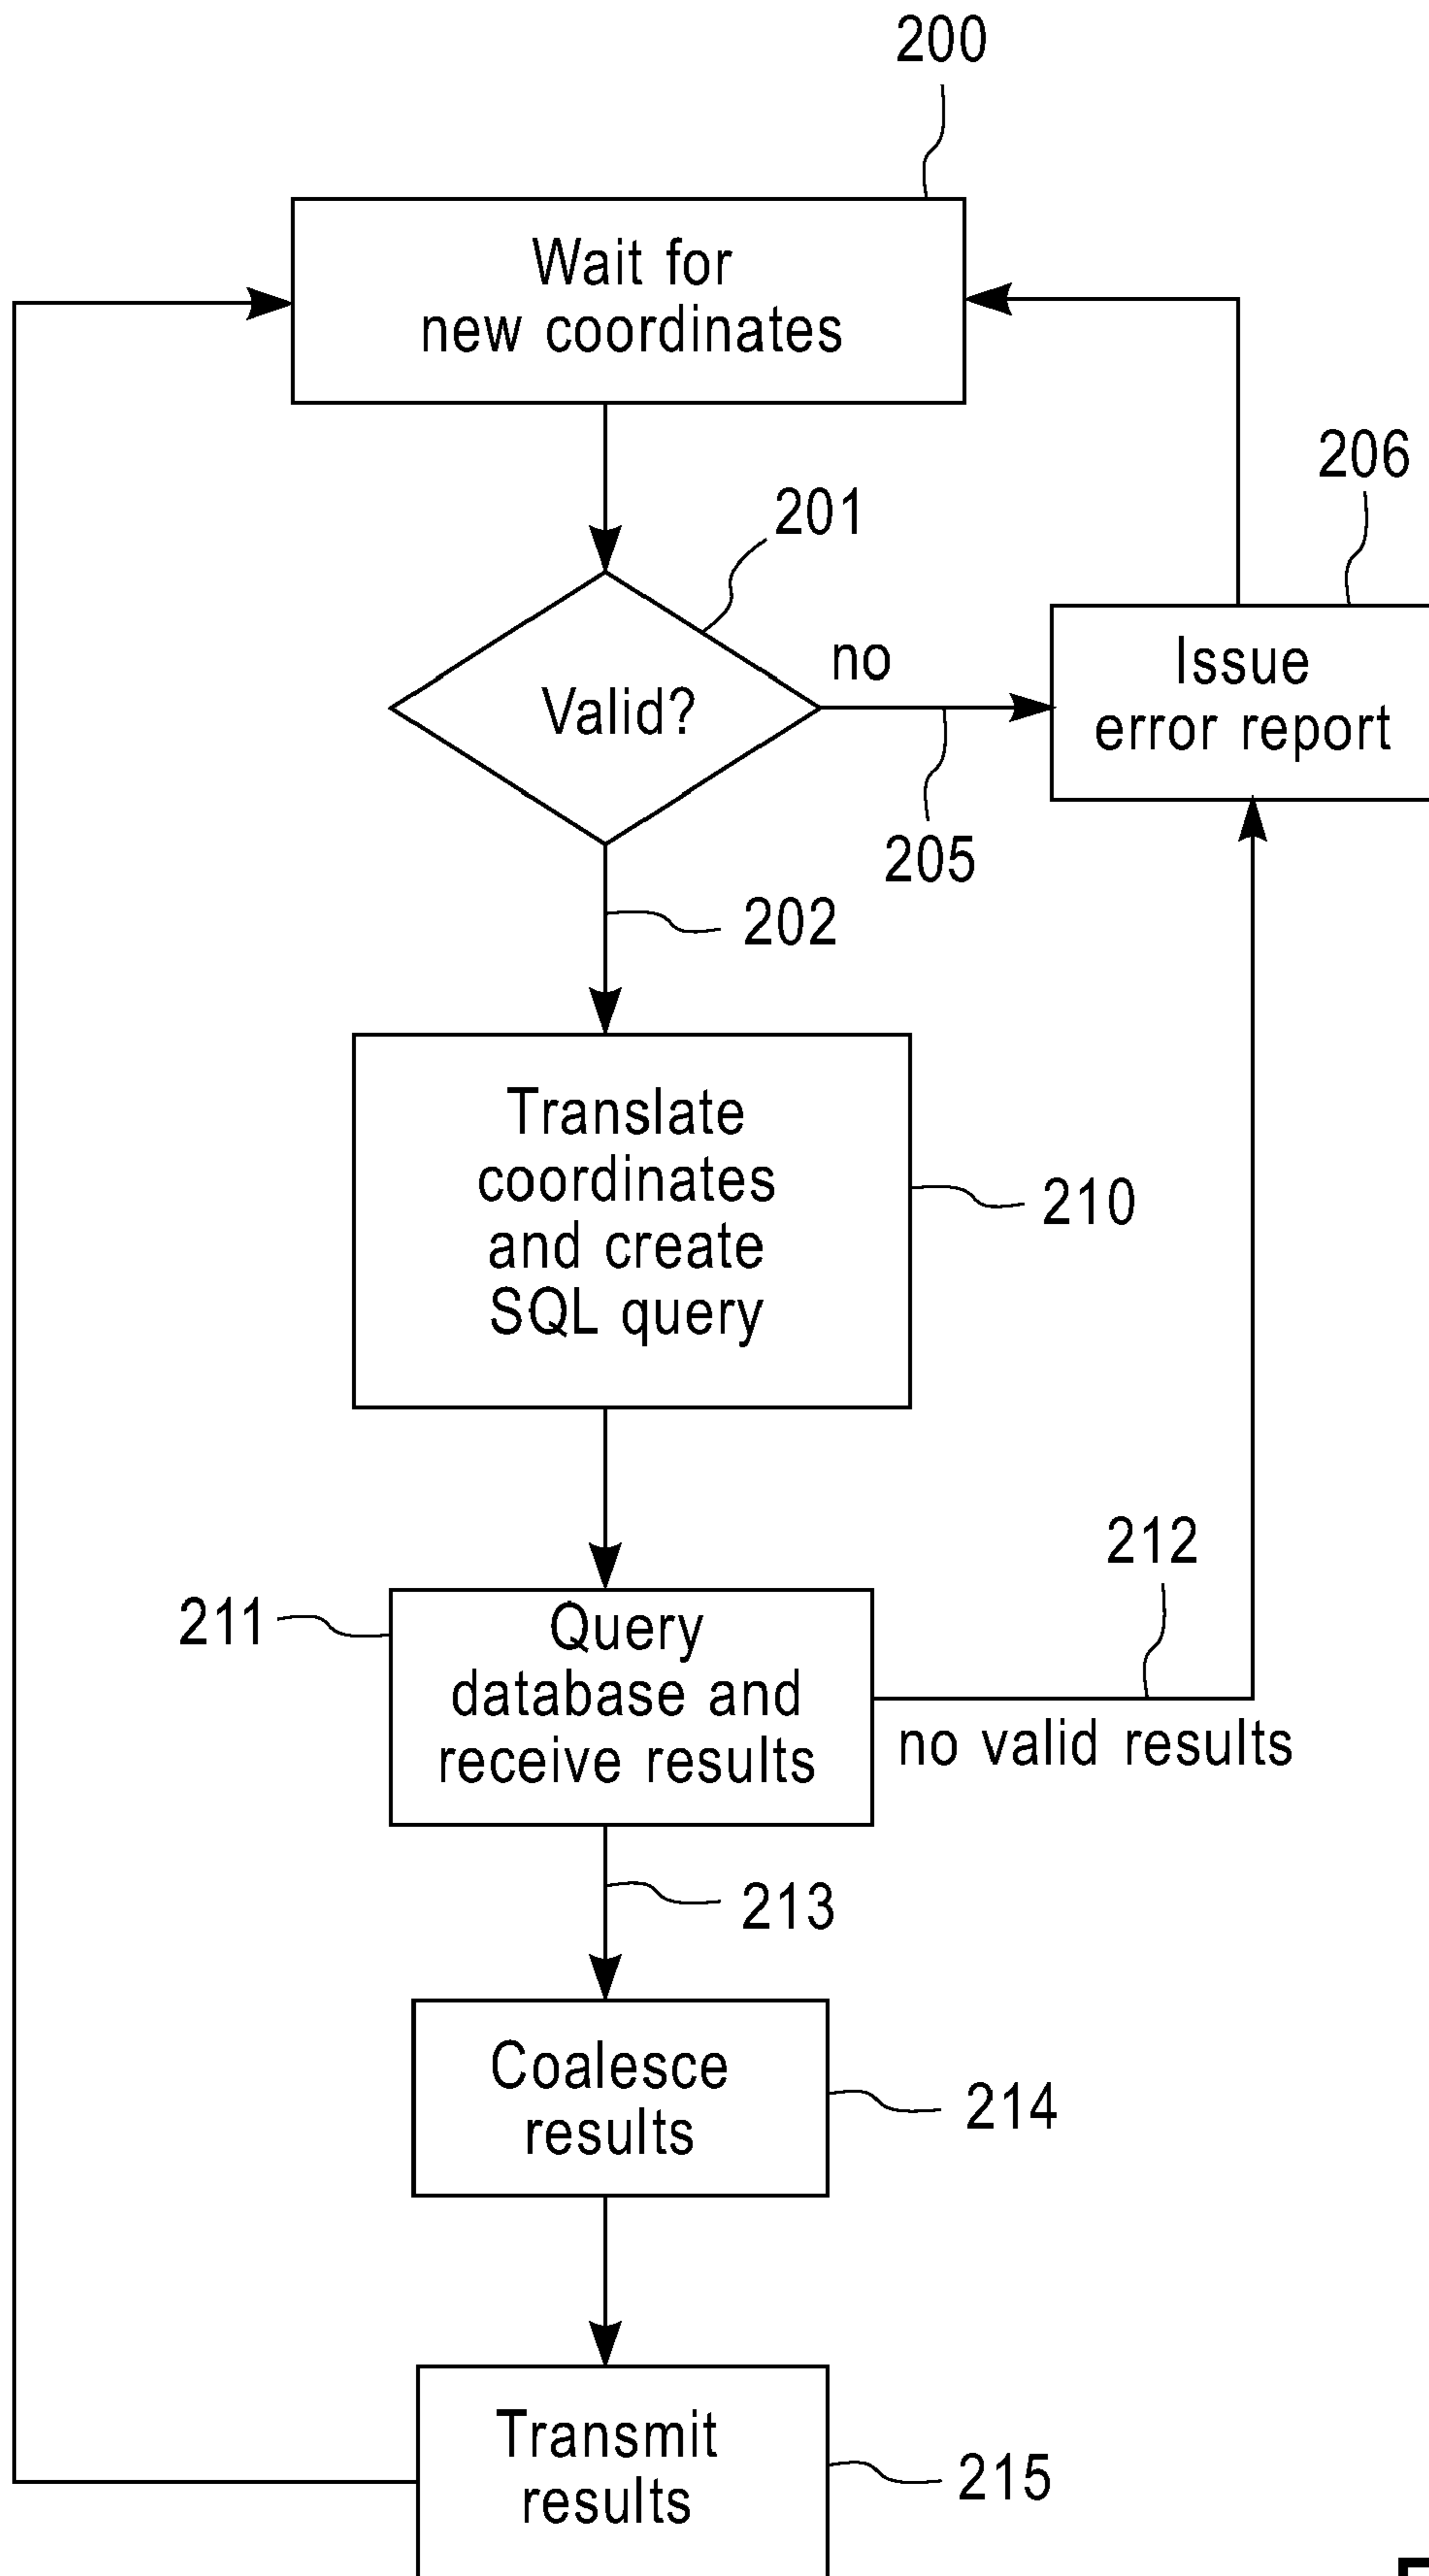 200
Wait for
new coordinates
206
201
no
Valid?
Issue
error report
205
202
Translate
coordinates
and create
SQL query
210
212
211
Query
database and
receive results
no valid results
213
Coalesce
results
214
Transmit
results
215